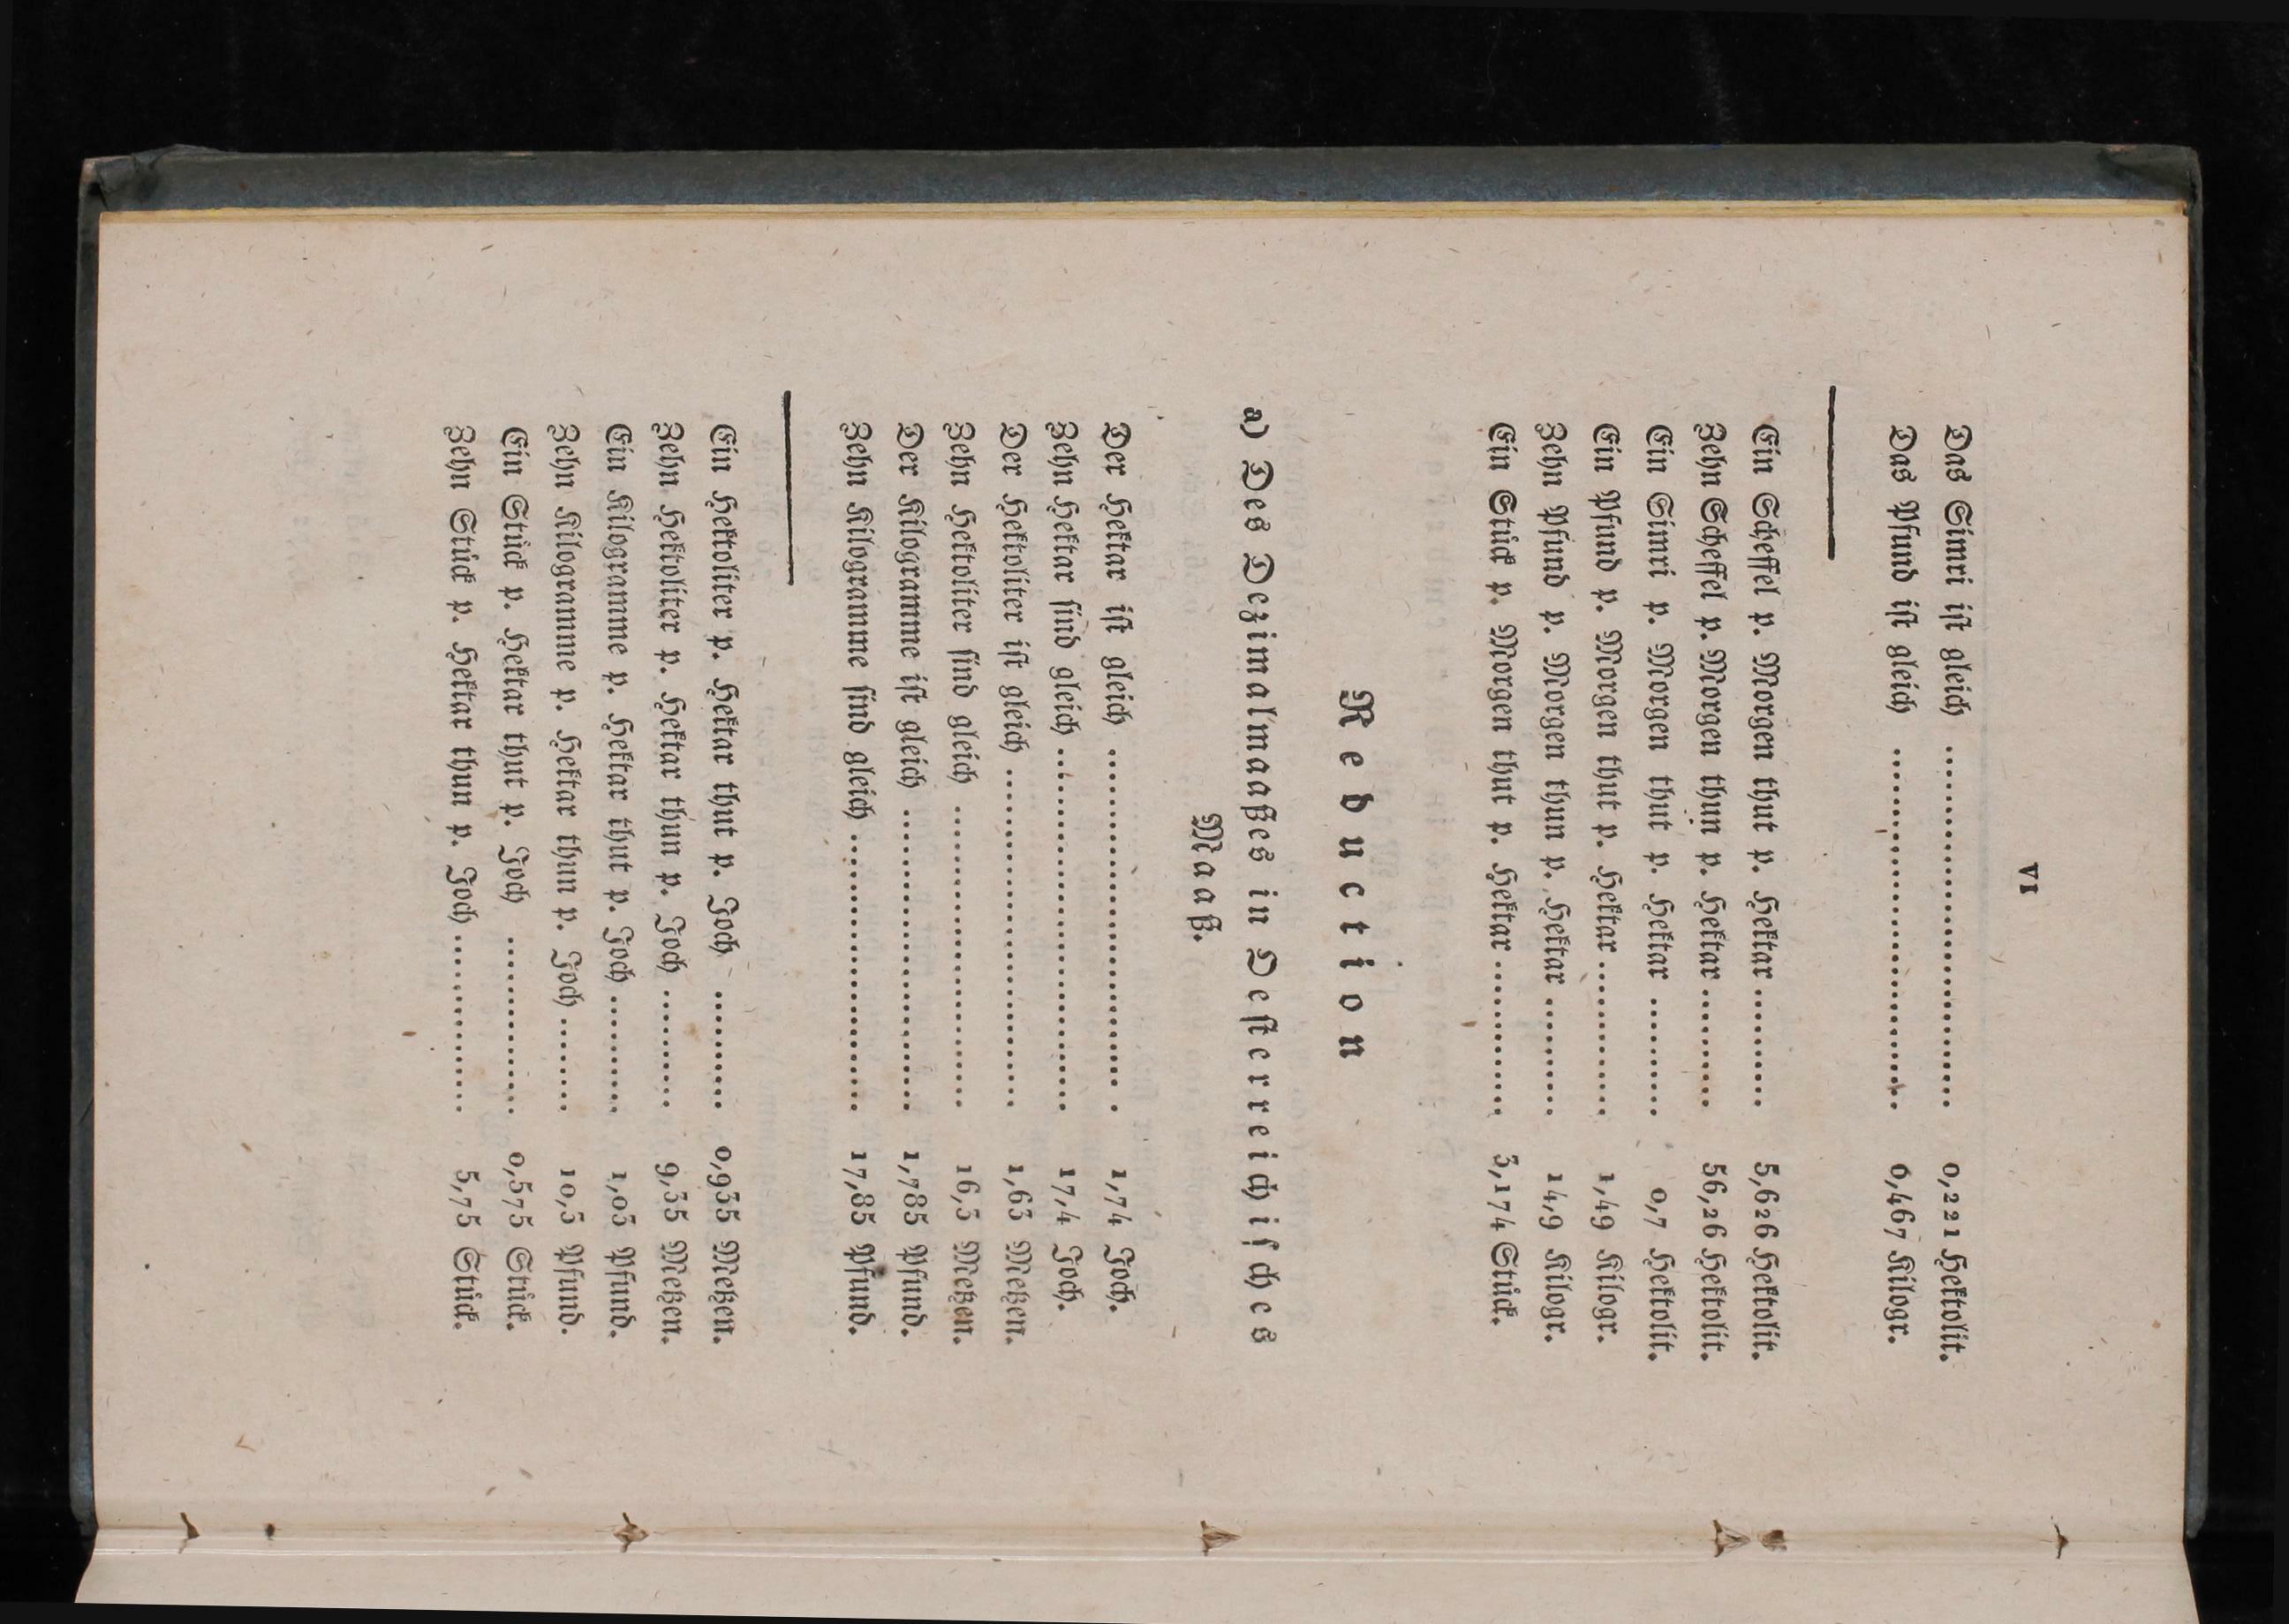 VI
Das Simri ist gleich .................................. 0,221 Hektolit.
Das Pfund ist gleich .................................. 0,467 Kilogr.
Ein Scheffel p. Morgen thut p. Hektar ........... 5,626 Hektolit.
Zehn Scheffel p. Morgen thun p. Hektar ........... 56,26 Hektolit.
Ein Simri p. Morgen thut p. Hektar ........... 0,7 Hektolit.
Ein Pfund p. Morgen thut p. Hektar .............. 1,49 Kilogr.
Zehn Pfund p. Morgen thun p. Hektar ........... 14,9 Kilogr.
Ein Stück p. Morgen thut p. Hektar .............. 3,174 Stück.
Reduction
a) Des Dezimalmaaßes in Oesterreichisches
Maaß.
Der Hektar ist gleich .................................. 1,74 Joch.
Zehn Hektar sind gleich .................................. 17,4 Joch.
Der Hektoliter ist gleich ................................ 1,63 Metzen.
Zehn Hektoliter sind gleich ............................. 16,3 Metzen.
Der Kilogramme ist gleich ............................. 1,785 Pfund.
Zehn Kilogramme sind gleich .......................... 17,85 Pfund.
Ein Hektoliter p. Hektar thut p. Joch ........... 0,935 Metzen.
Zehn Hektoliter p. Hektar thun p. Joch ........... 9,35 Metzen.
Ein Kilogramme p. Hektar thut p. Joch ........... 1,03 Pfund.
Zehn Kilogramme p. Hektar thun p. Joch ......... 10,3 Pfund.
Ein Stück p. Hektar thut p. Joch ................. 0,575 Stück.
Zehn Stück p. Hektar thun p. Joch ................. 5,75 Stück.